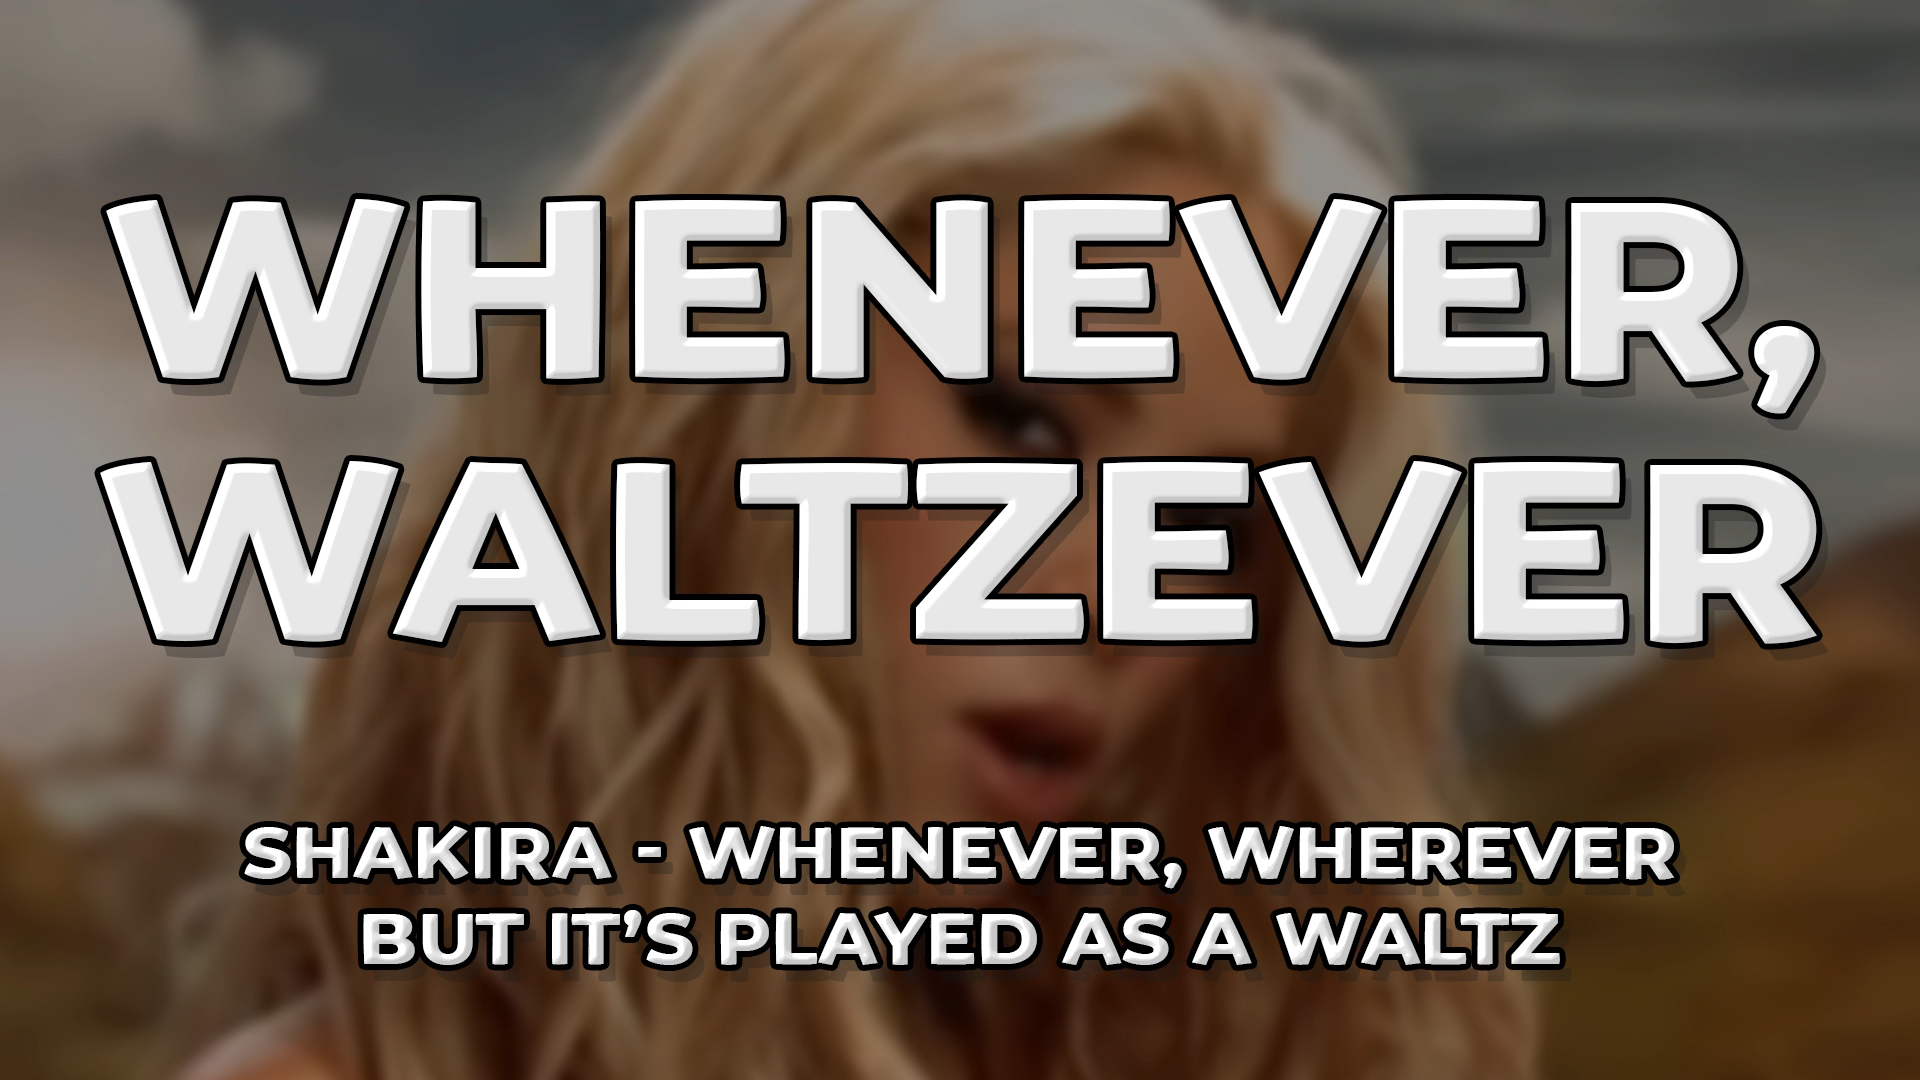 WHENEVER,
WALTZEVER
SHAKIRA - WHENEVER, WHEREVER
BUT IT’S PLAYED AS A WALTZ